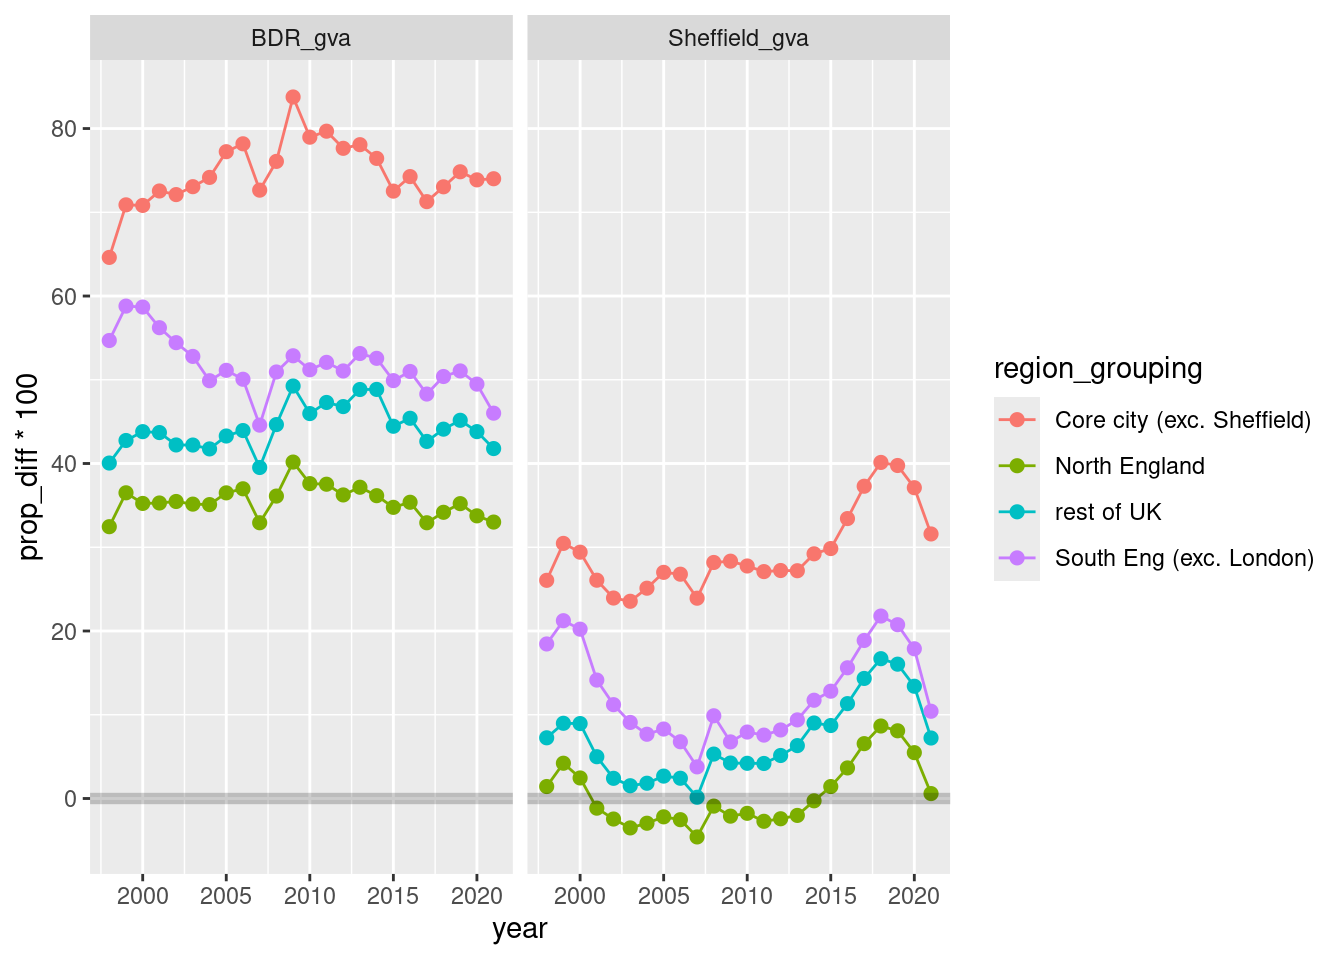 BDR_gva
Sheffield_gva
80
60
40
20
0
prop_diff * 100
2000
2005
2010
2015
2020
2000
2005
2010
2015
2020
year
region_grouping
Core city (exc. Sheffield)
North England
rest of UK
South Eng (exc. London)